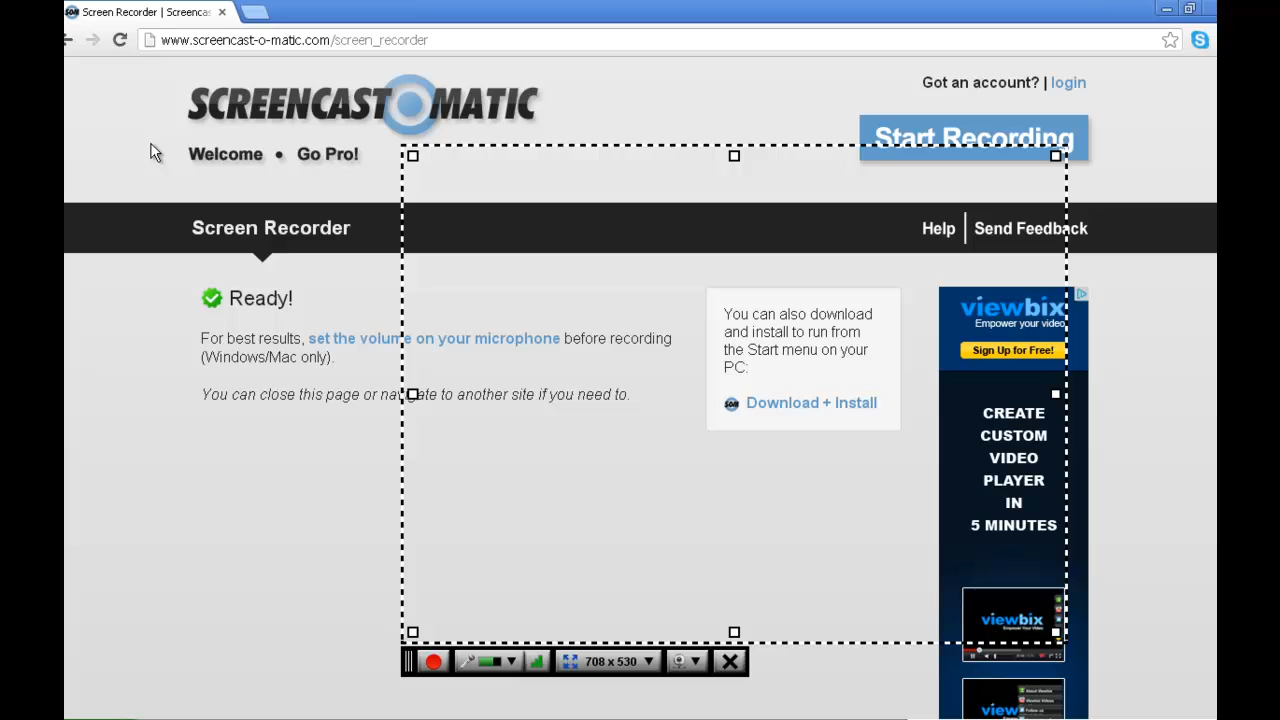 Screen Recorder | Screencas
www.screencast-o-matic.com/screen_recorder
SCREENCAST O MATIC
Got an account? | login
Start Recording
Welcome • Go Pro!
Screen Recorder
Help
Send Feedback
Ready!
For best results, set the volume on your microphone before recording
(Windows/Mac only).
You can close this page or navigate to another site if you need to.
You can also download
and install to run from
the Start menu on your
PC:
SOM
Download + Install
viewbix
Empower your video
Sign Up for Free!
CREATE
CUSTOM
VIDEO
PLAYER
IN
5 MINUTES
viewbix
708 x 530